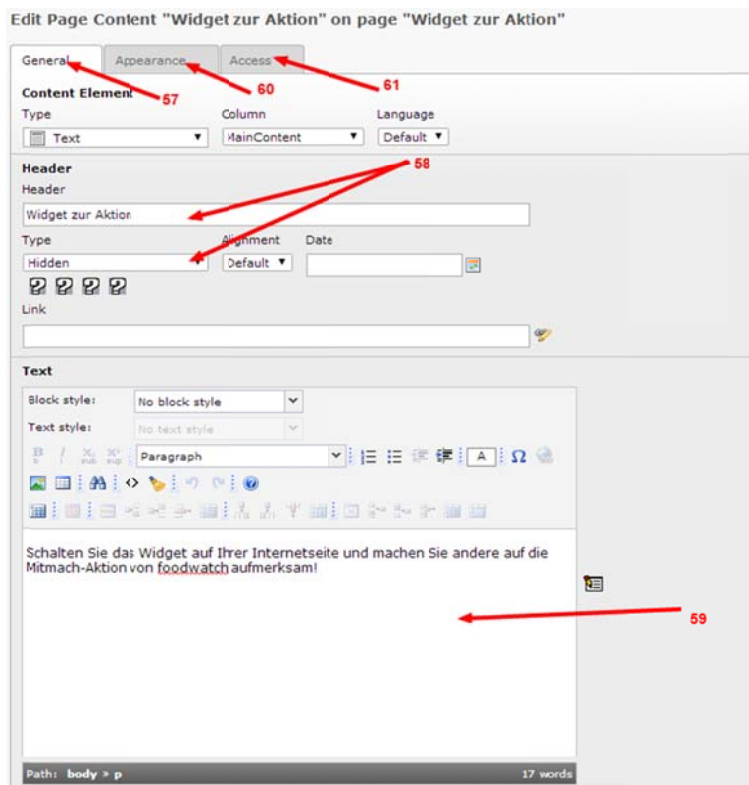 Edit Page Content "Widget zur Aktion" on page "Widget zur Aktion"
General Appearance Access
57 60 61
Content Element
Type Column Language
Text MainContent Default
58
Header
Header
Widget zur Aktion
Type Alignment Date
Hidden Default
Link
Text
Block style: No block style
Text style: No text style
Paragraph A Ω
Schalten Sie das Widget auf Ihrer Internetseite und machen Sie andere auf die
Mitmach-Aktion von foodwatch aufmerksam!
59
Path: body » p 17 words